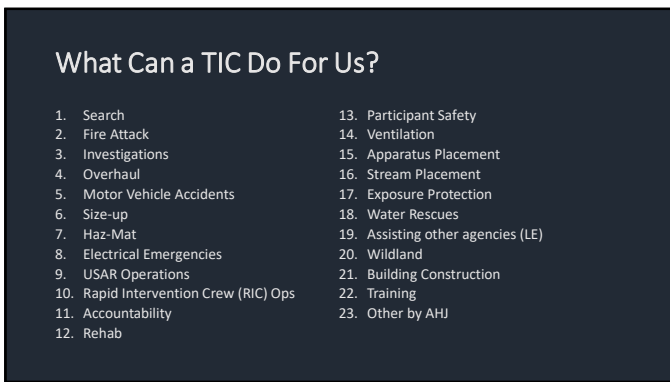 What Can a TIC Do For Us?
1. Search
2. Fire Attack
3. Investigations
4. Overhaul
5. Motor Vehicle Accidents
6. Size-up
7. Haz-Mat
8. Electrical Emergencies
9. USAR Operations
10. Rapid Intervention Crew (RIC) Ops
11. Accountability
12. Rehab
13. Participant Safety
14. Ventilation
15. Apparatus Placement
16. Stream Placement
17. Exposure Protection
18. Water Rescues
19. Assisting other agencies (LE)
20. Wildland
21. Building Construction
22. Training
23. Other by AHJ